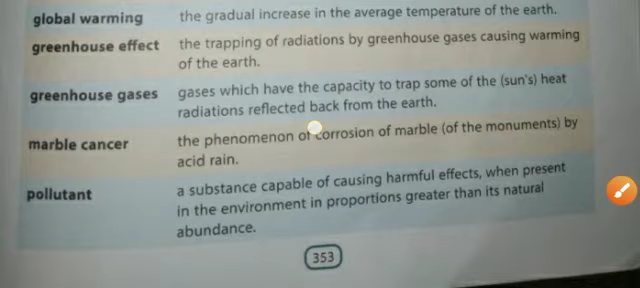 global warming the gradual increase in the average temperature of the earth.
greenhouse effect the trapping of radiations by greenhouse gases causing warming
of the earth.
greenhouse gases gases which have the capacity to trap some of the (sun's) heat
radiations reflected back from the earth.
marble cancer the phenomenon of corrosion of marble (of the monuments) by
acid rain.
pollutant a substance capable of causing harmful effects, when present
in the environment in proportions greater than its natural
abundance.
353